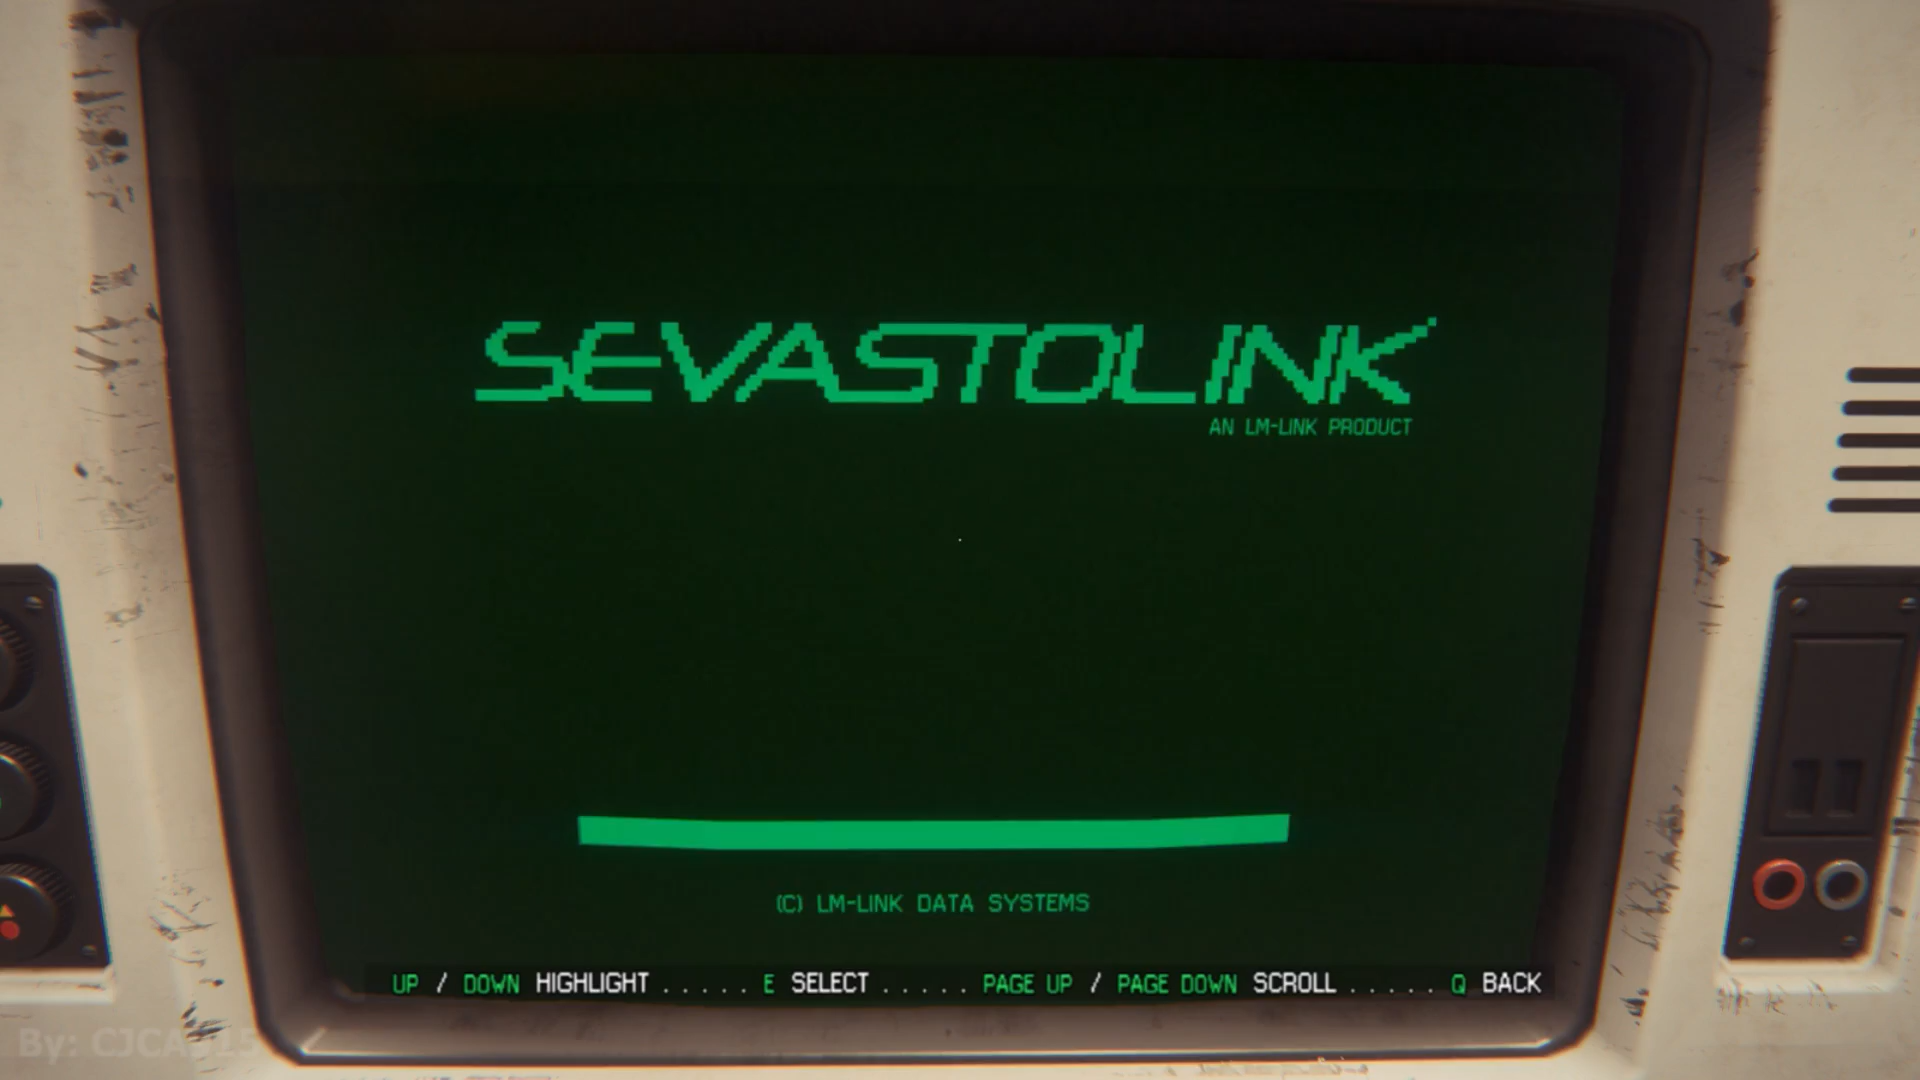 SEVASTOLINK
AN LM-LINK PRODUCT
(C) LM-LINK DATA SYSTEMS
UP / DOWN HIGHLIGHT ..... E SELECT ..... PAGE UP / PAGE DOWN SCROLL ..... Q BACK
By: